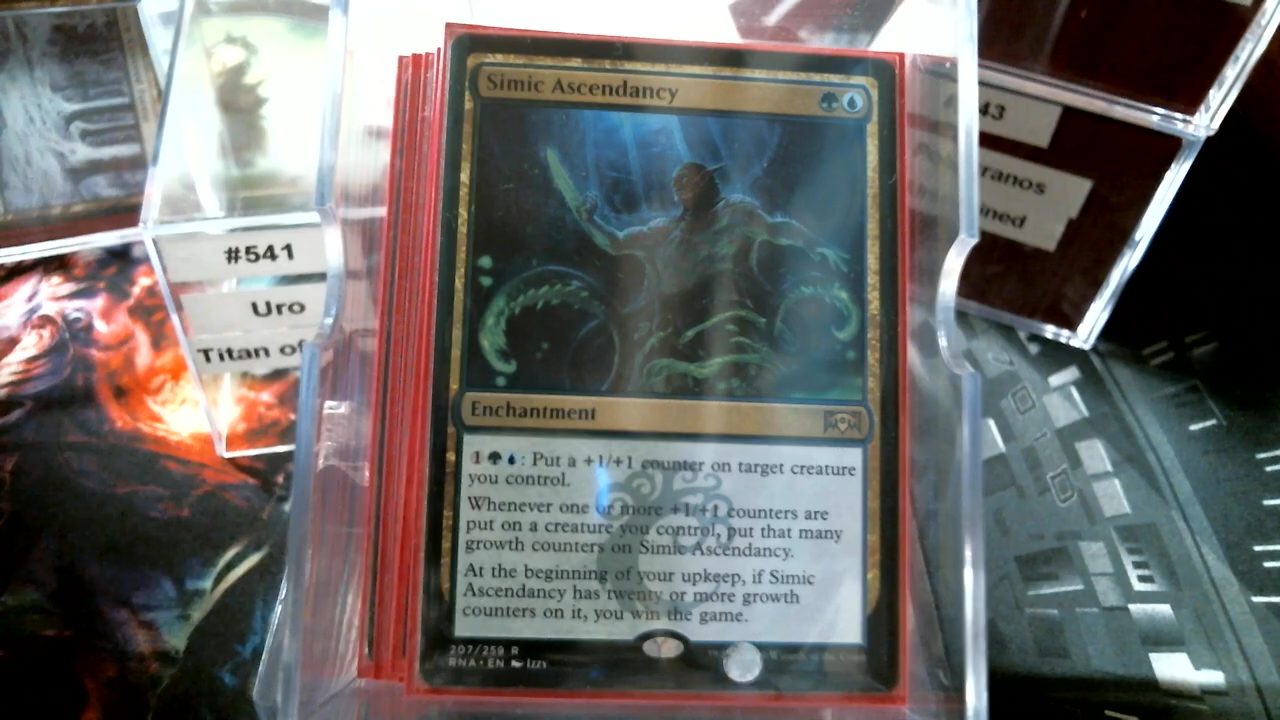 Simic Ascendancy
#541
Uro
Titan of
43
ranos
ined
Enchantment
1 : Put a +1/+1 counter on target creature
you control.
Whenever one or more +1/+1 counters are
put on a creature you control, put that many
growth counters on Simic Ascendancy.
At the beginning of your upkeep, if Simic
Ascendancy has twenty or more growth
counters on it, you win the game.
207/259 R
RNA • EN Izzy